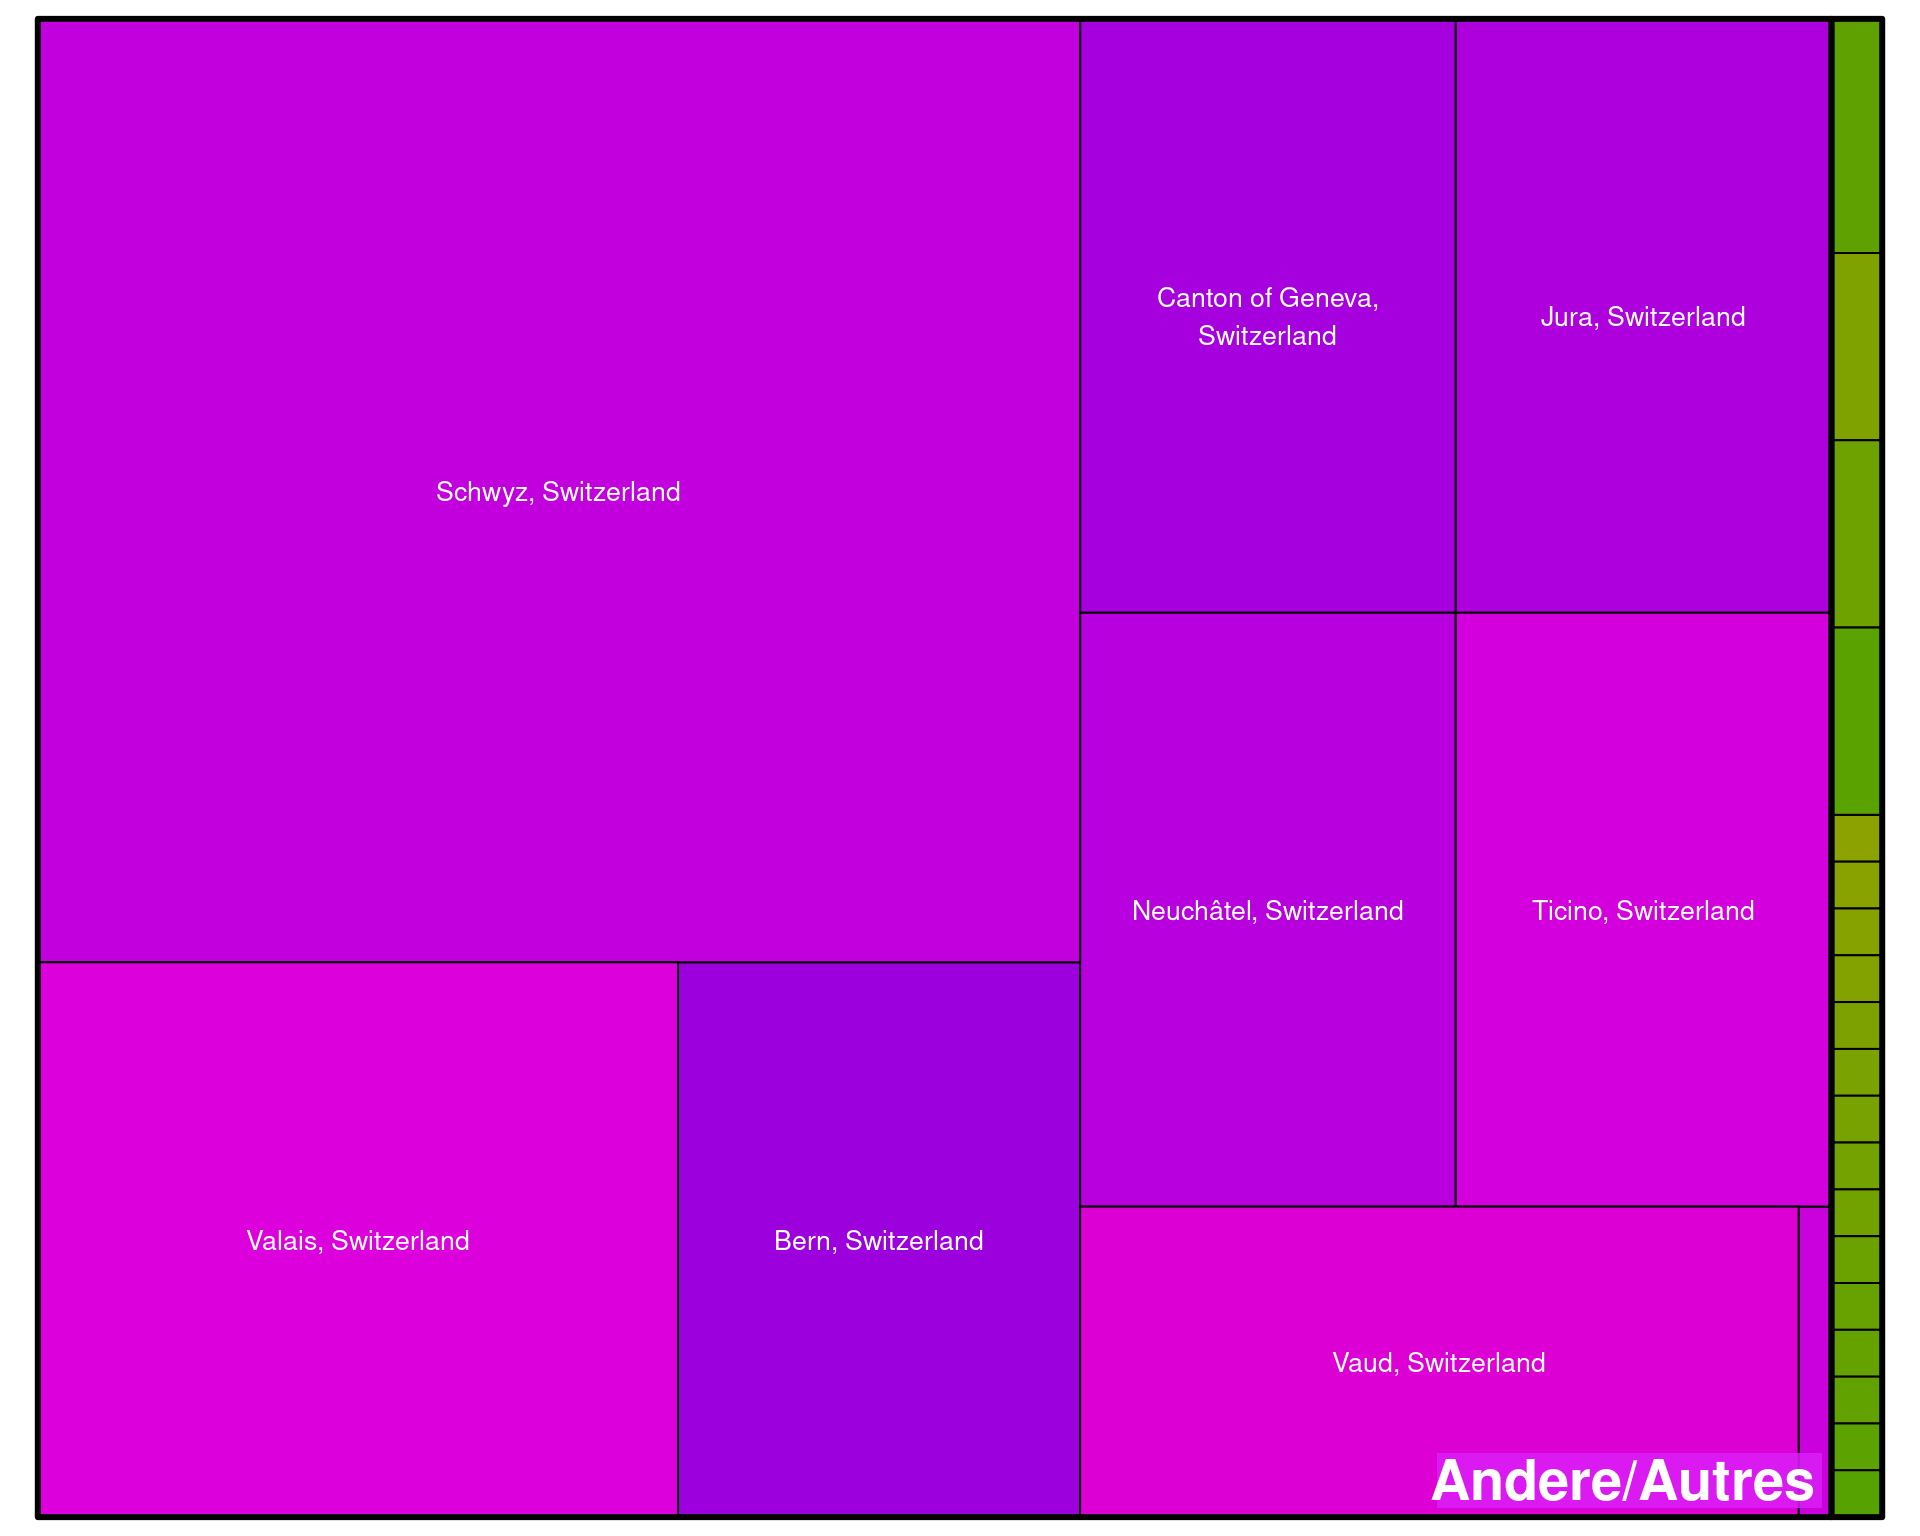 Canton of Geneva,
Switzerland
Jura, Switzerland
Schwyz, Switzerland
Neuchâtel, Switzerland
Ticino, Switzerland
Valais, Switzerland
Bern, Switzerland
Vaud, Switzerland
Andere/Autres